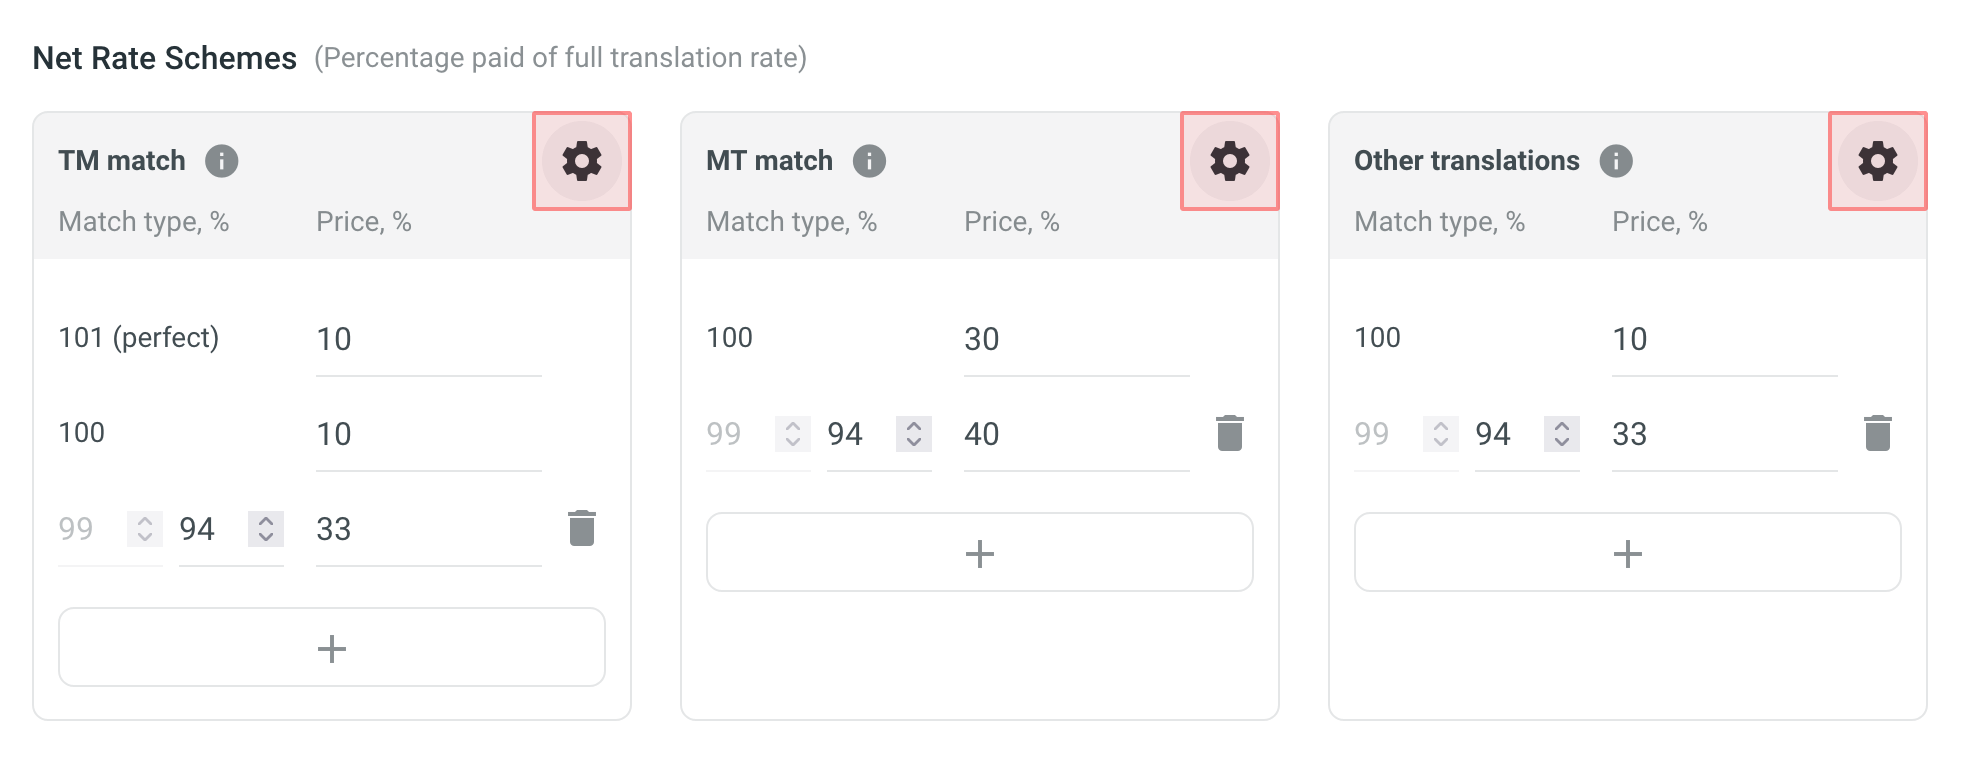 Net Rate Schemes (Percentage paid of full translation rate)
TM match
Match type, % Price, %
101 (perfect) 10
100 10
99 94 33
MT match
Match type, % Price, %
100 30
99 94 40
Other translations
Match type, % Price, %
100 10
99 94 33